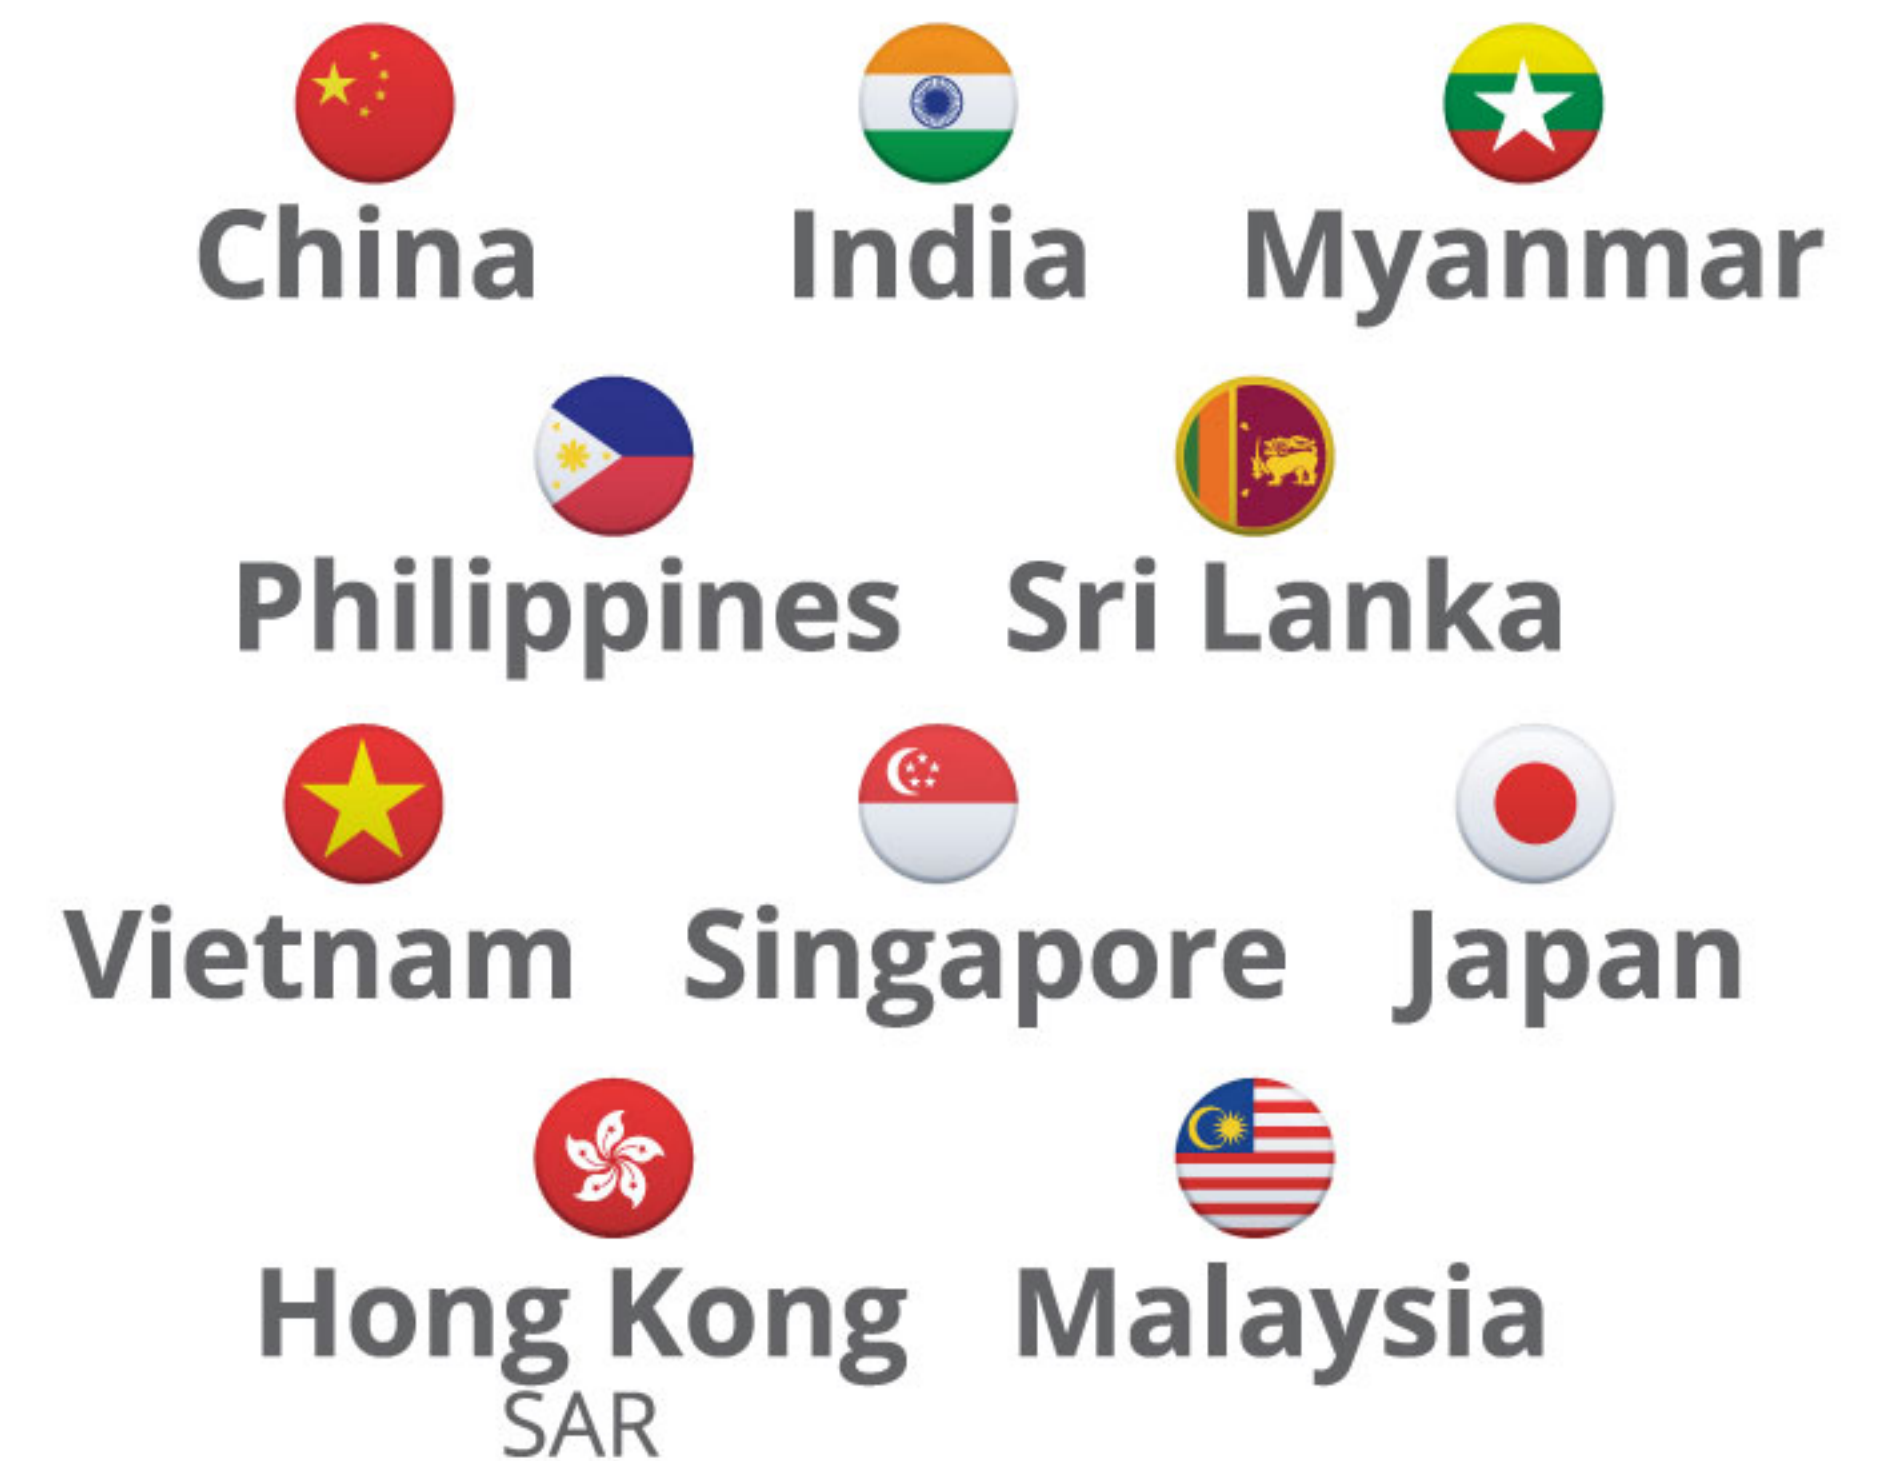 China India Myanmar
Philippines Sri Lanka
Vietnam Singapore Japan
Hong Kong Malaysia
SAR